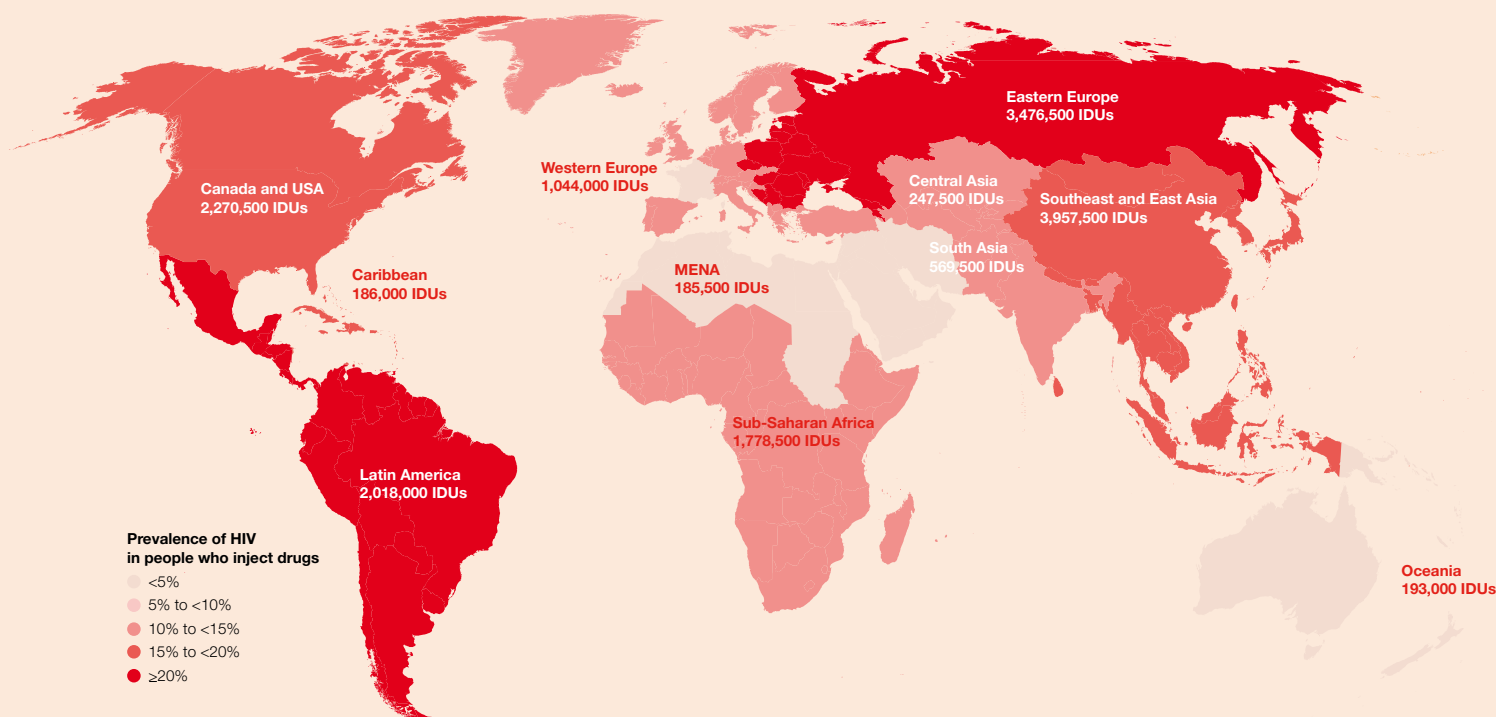 Eastern Europe
3,476,500 IDUs
Western Europe
1,044,000 IDUs
Canada and USA
2,270,500 IDUs
Central Asia
247,500 IDUs
Southeast and East Asia
3,957,500 IDUs
South Asia
569,500 IDUs
Caribbean
186,000 IDUs
MENA
185,500 IDUs
Sub-Saharan Africa
1,778,500 IDUs
Latin America
2,018,000 IDUs
Oceania
193,000 IDUs
Prevalence of HIV
in people who inject drugs
<5%
5% to <10%
10% to <15%
15% to <20%
≥20%